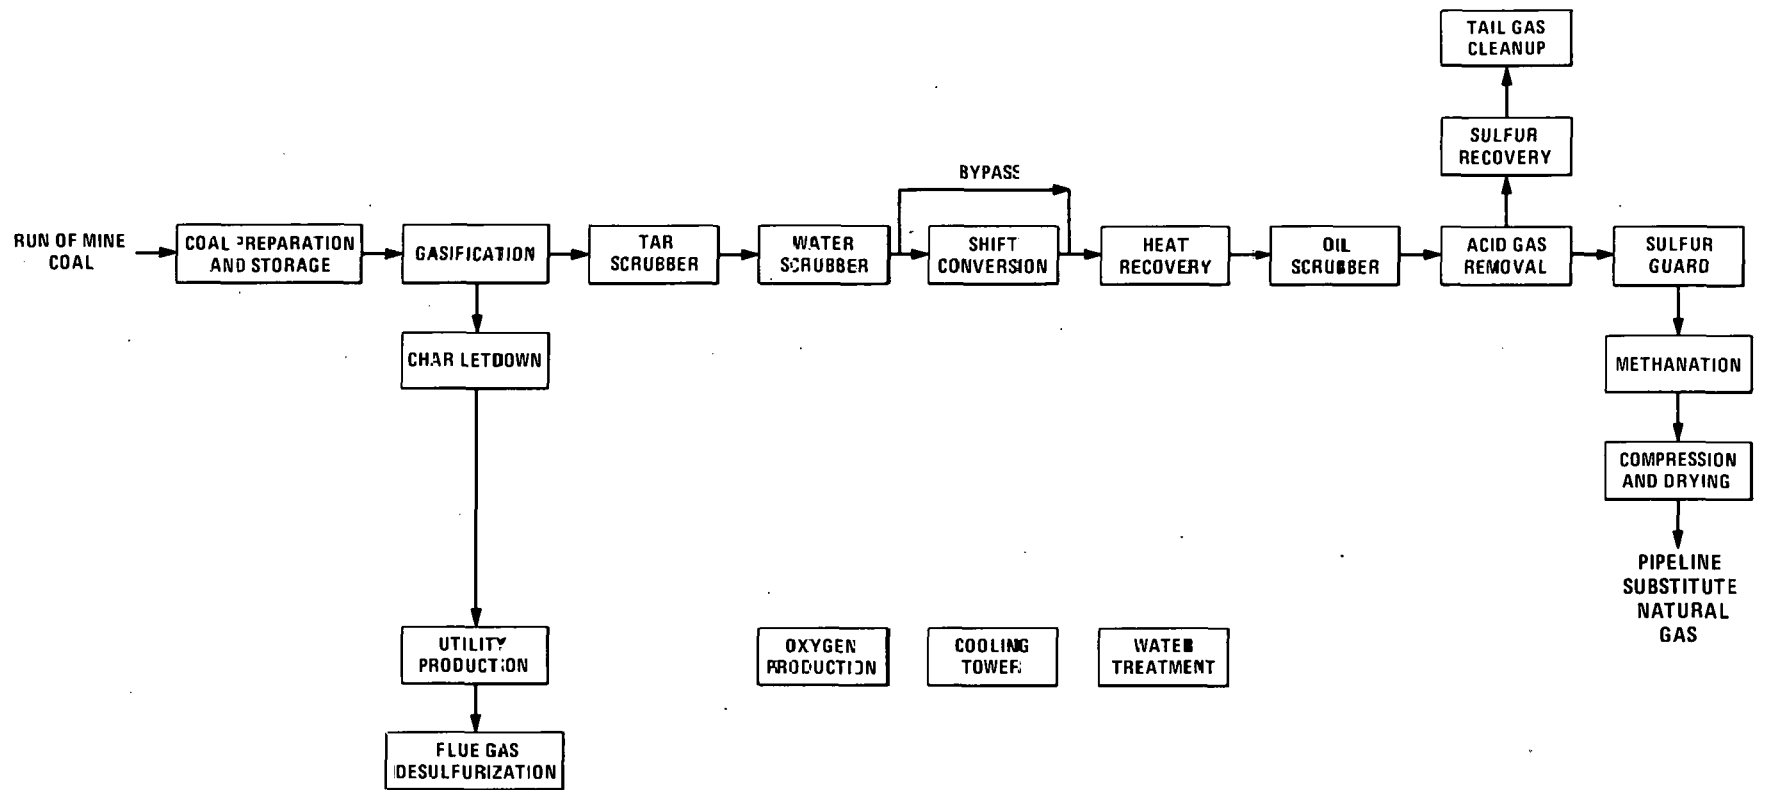 TAIL GAS
CLEANUP
SULFUR
RECOVERY
BYPASS
RUN OF MINE
COAL
COAL PREPARATION
AND STORAGE
GASIFICATION
TAR
SCRUBBER
WATER
SCRUBBER
SHIFT
CONVERSION
HEAT
RECOVERY
OIL
SCRUBBER
ACID GAS
REMOVAL
SULFUR
GUARD
CHAR LETDOWN
METHANATION
COMPRESSION
AND DRYING
PIPELINE
SUBSTITUTE
NATURAL
GAS
UTILITY
PRODUCTION
OXYGEN
PRODUCTION
COOLING
TOWER
WATER
TREATMENT
FLUE GAS
DESULFURIZATION